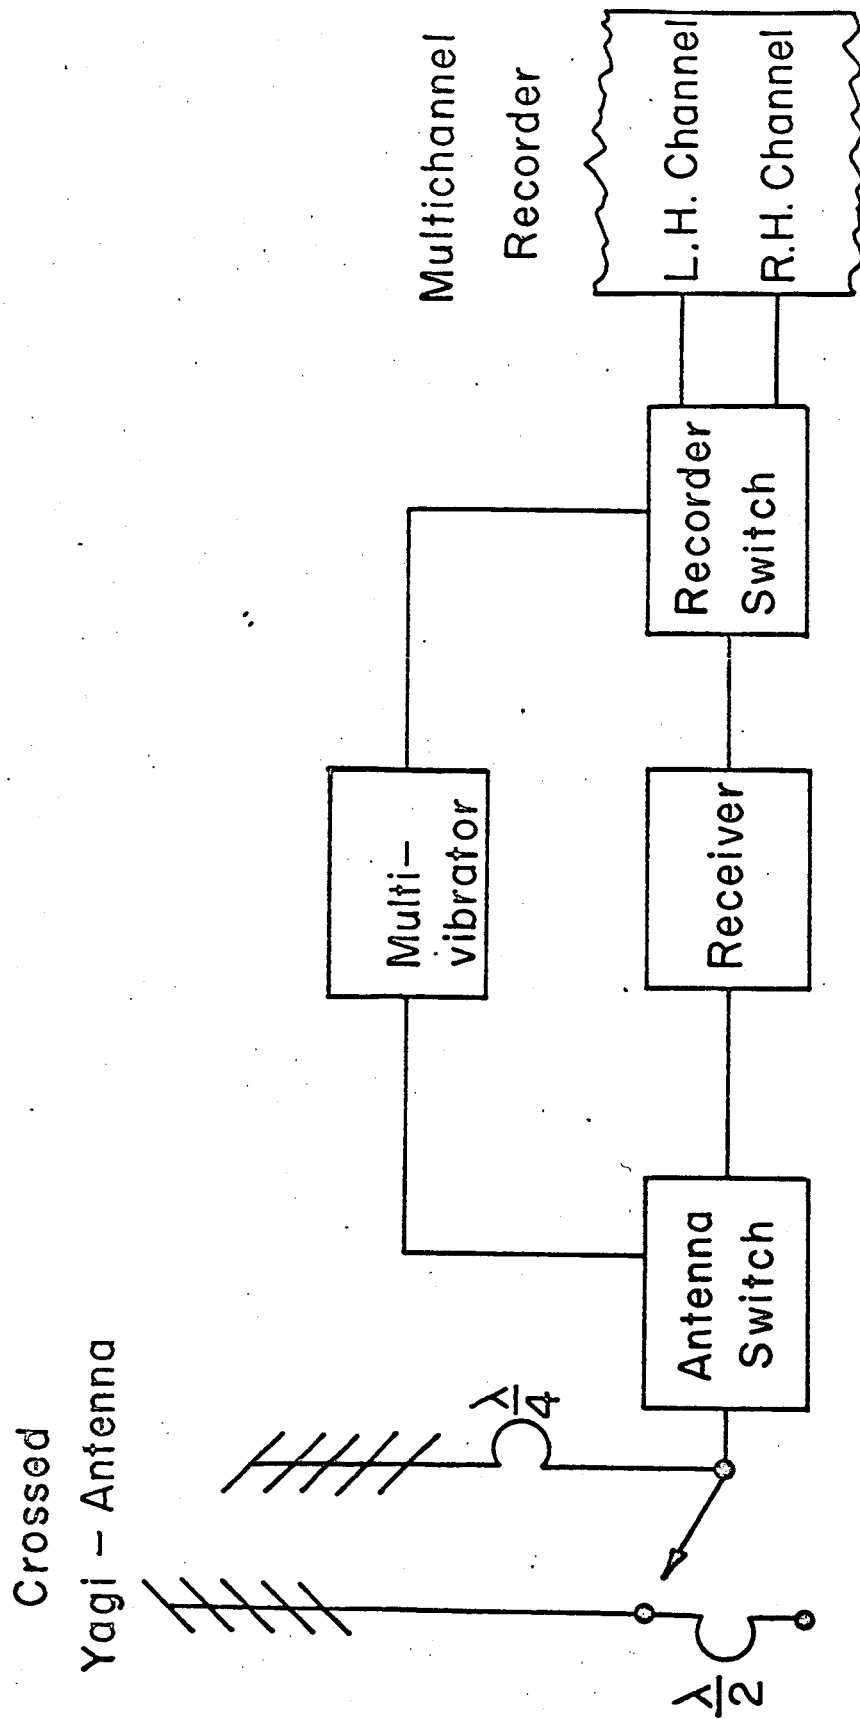 Crossed
Yagi – Antenna
λ/2
λ/4
Antenna
Switch
Multi–
vibrator
Receiver
Recorder
Switch
Multichannel
Recorder
L.H. Channel
R.H. Channel